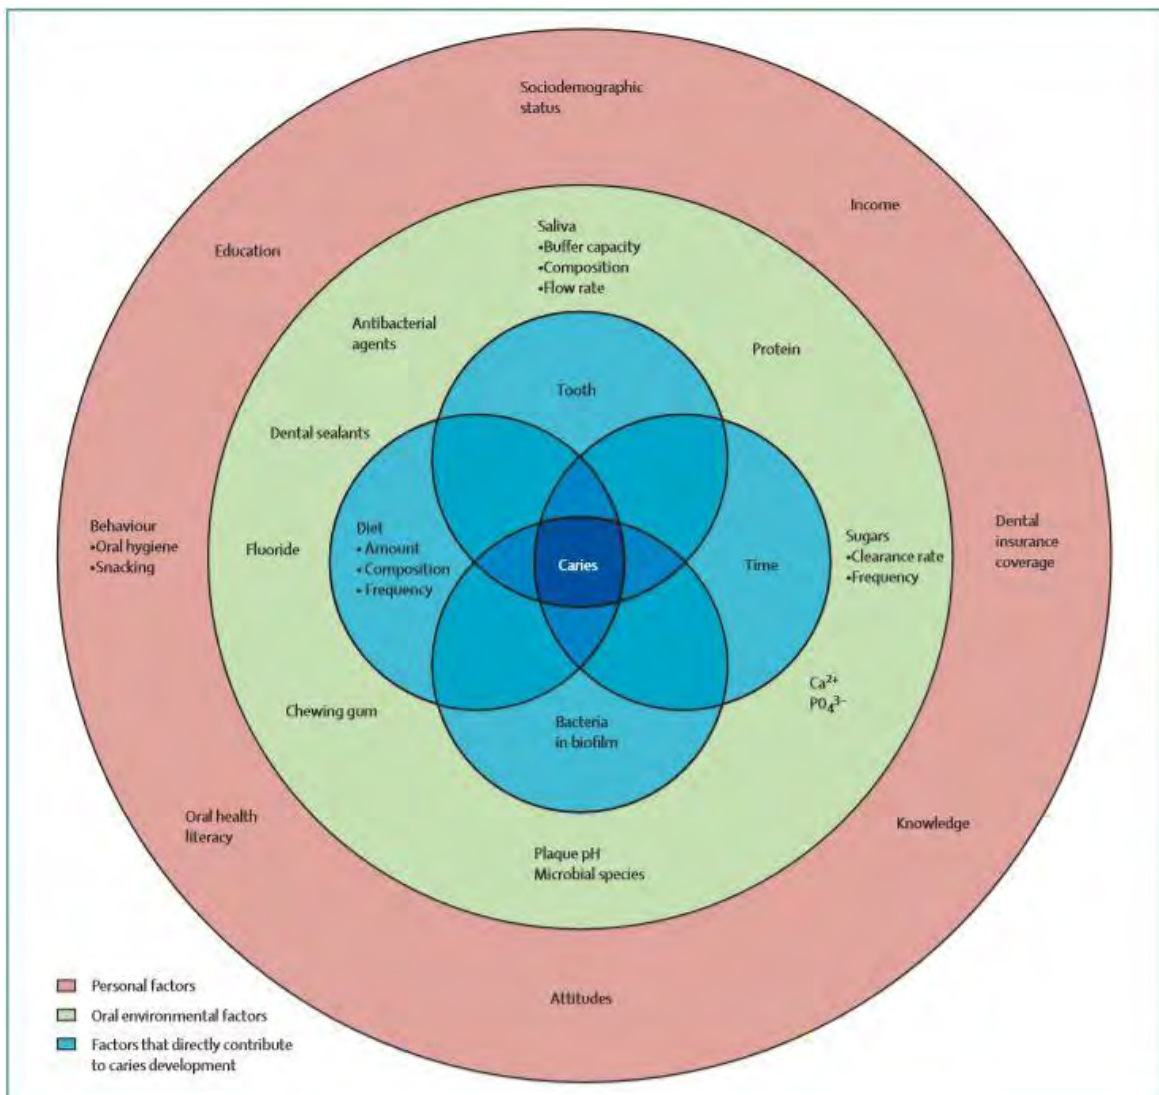 Sociodemographic
status
Income
Education
Saliva
•Buffer capacity
•Composition
•Flow rate
Antibacterial
agents
Protein
Tooth
Dental sealants
Behaviour
•Oral hygiene
•Snacking
Fluoride
Diet
• Amount
• Composition
• Frequency
Caries
Time
Sugars
•Clearance rate
•Frequency
Dental
insurance
coverage
Ca²⁺
PO₄³⁻
Chewing gum
Bacteria
in biofilm
Oral health
literacy
Knowledge
Plaque pH
Microbial species
Attitudes
Personal factors
Oral environmental factors
Factors that directly contribute
to caries development